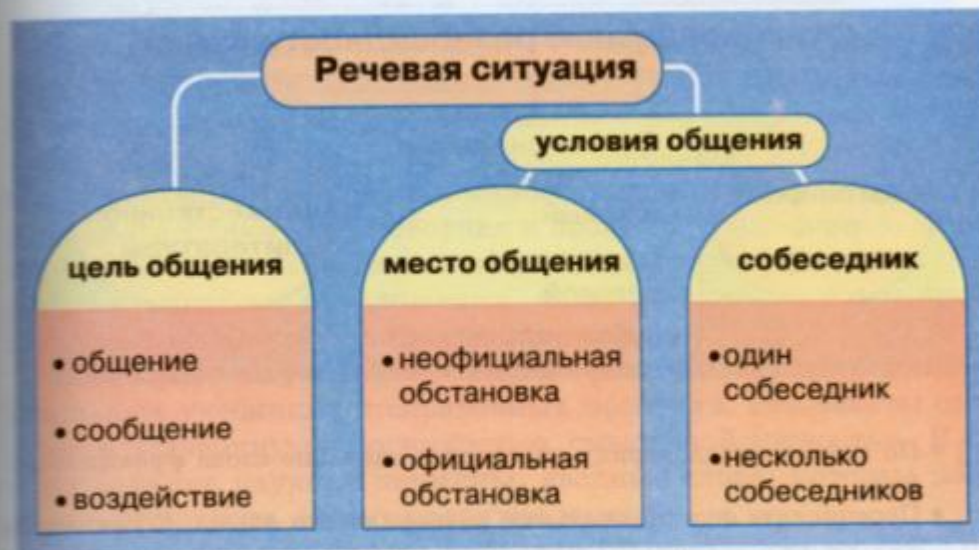 Речевая ситуация
условия общения
цель общения
• общение
• сообщение
• воздействие
место общения
• неофициальная
обстановка
• официальная
обстановка
собеседник
• один
собеседник
• несколько
собеседников